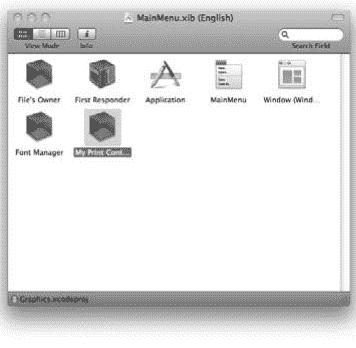 MainMenu.xib (English)
View Mode Info Search Field
File's Owner First Responder Application MainMenu Window (Wind...
Font Manager My Print Cont...
Graphics.xcodeproj